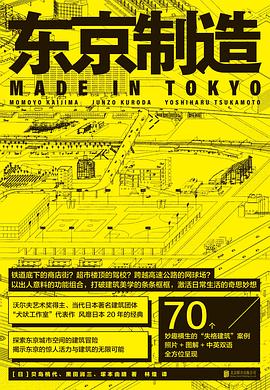 东京制造
MADE IN TOKYO
MOMOYO KAIJIMA JUNZO KURODA YOSHIHARU TSUKAMOTO
铁道底下的商店街？超市楼顶的驾校？跨越高速公路的网球场？
以出人意料的功能组合，打破建筑美学的条条框框，激活日常生活的奇思妙想
沃尔夫艺术奖得主、当代日本著名建筑团体
“犬吠工作室”代表作 风靡日本 20 年的经典
探索东京城市空间的建筑冒险
揭示东京的惊人活力与建筑的无限可能
70个
妙趣横生的“失格建筑”案例
照片 + 图解 + 中英双语
全方位呈现
[日] 贝岛桃代、黑田润三、塚本由晴 著 林建 译